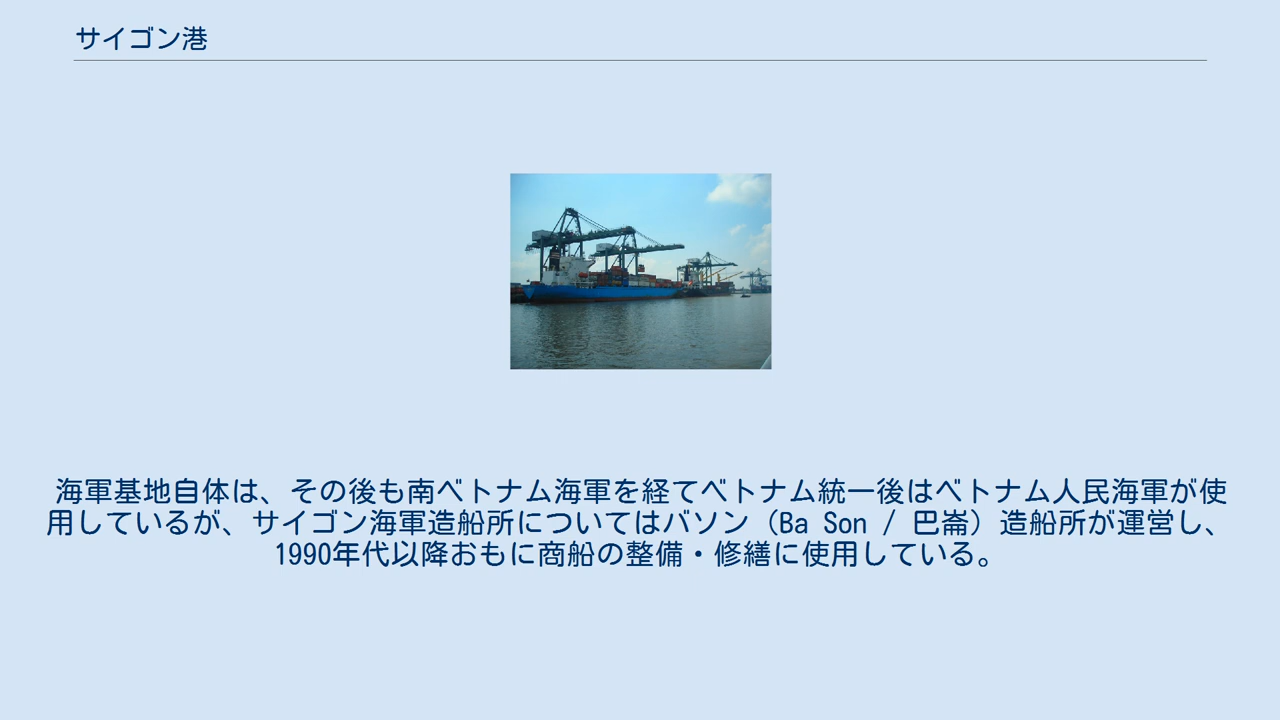 サイゴン港
海軍基地自体は、その後も南ベトナム海軍を経てベトナム統一後はベトナム人民海軍が使
用しているが、サイゴン海軍造船所についてはバソン（Ba Son / 巴崙）造船所が運営し、
1990年代以降おもに商船の整備・修繕に使用している。